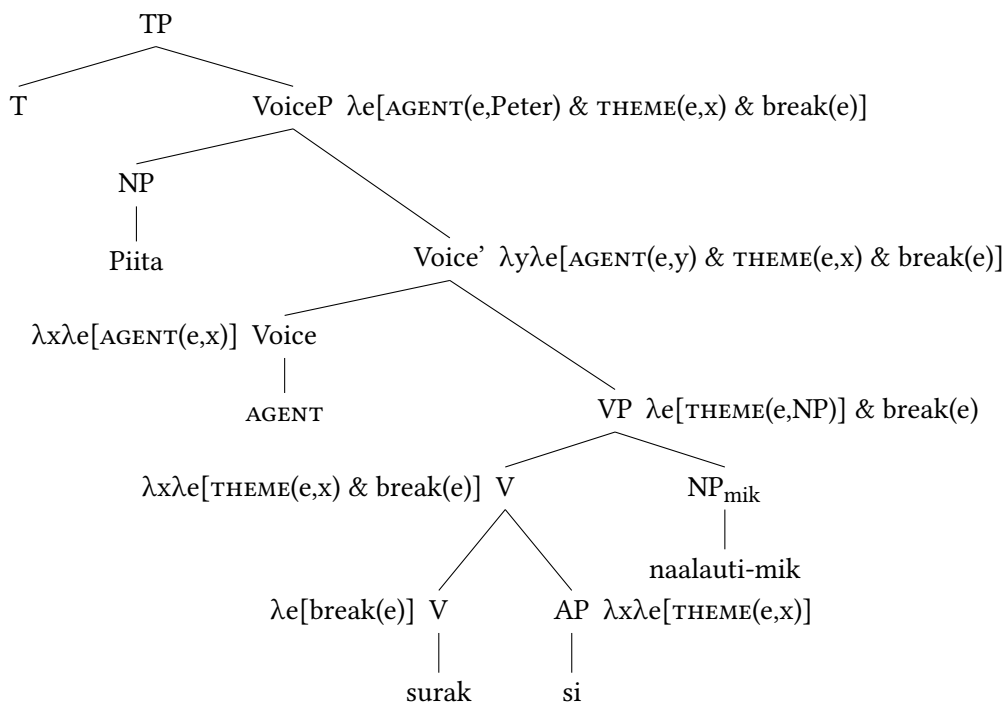 TP
T VoiceP λe[AGENT(e,Peter) & THEME(e,x) & break(e)]
NP
Piita Voice’ λyλe[AGENT(e,y) & THEME(e,x) & break(e)]
λxλe[AGENT(e,x)] Voice
AGENT VP λe[THEME(e,NP)] & break(e)
λxλe[THEME(e,x) & break(e)] V NPmik
naalauti-mik
λe[break(e)] V AP λxλe[THEME(e,x)]
surak si